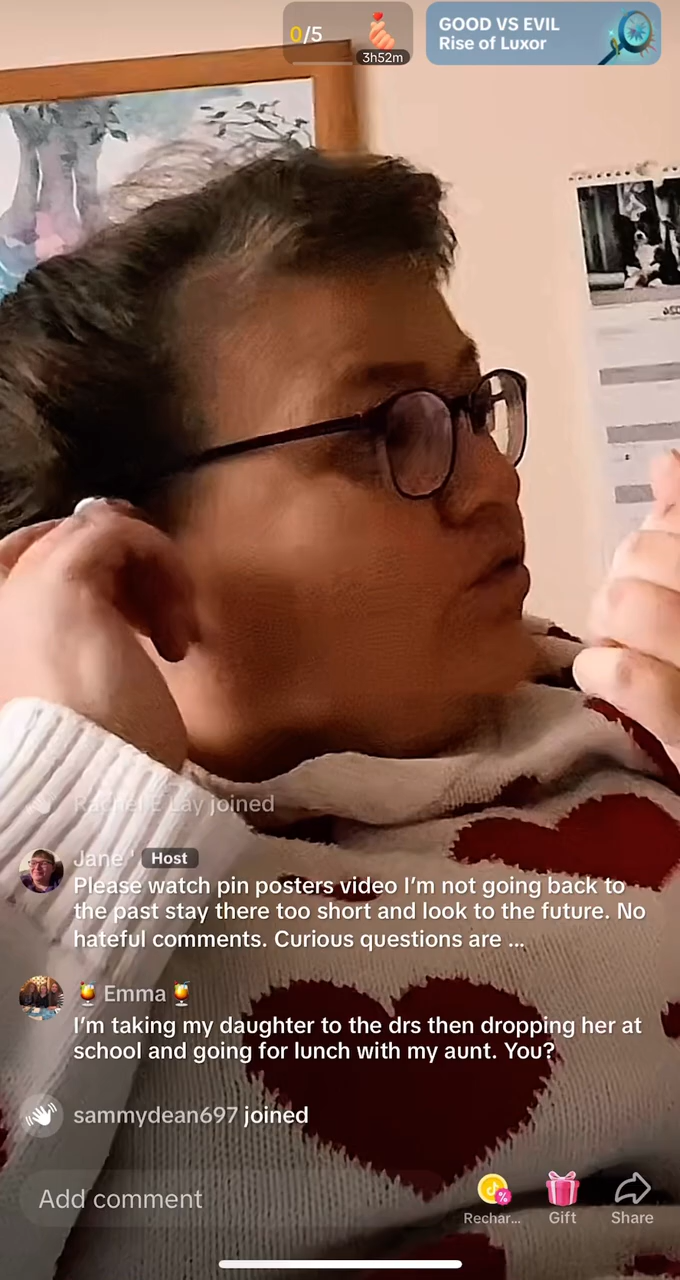 0/5
3h52m
GOOD VS EVIL
Rise of Luxor
Rachel E Lay joined
Jane ' Host
Please watch pin posters video I'm not going back to
the past stay there too short and look to the future. No
hateful comments. Curious questions are ...
🍹 Emma 🍹
I'm taking my daughter to the drs then dropping her at
school and going for lunch with my aunt. You?
sammydean697 joined
Add comment
Rechar...
Gift
Share